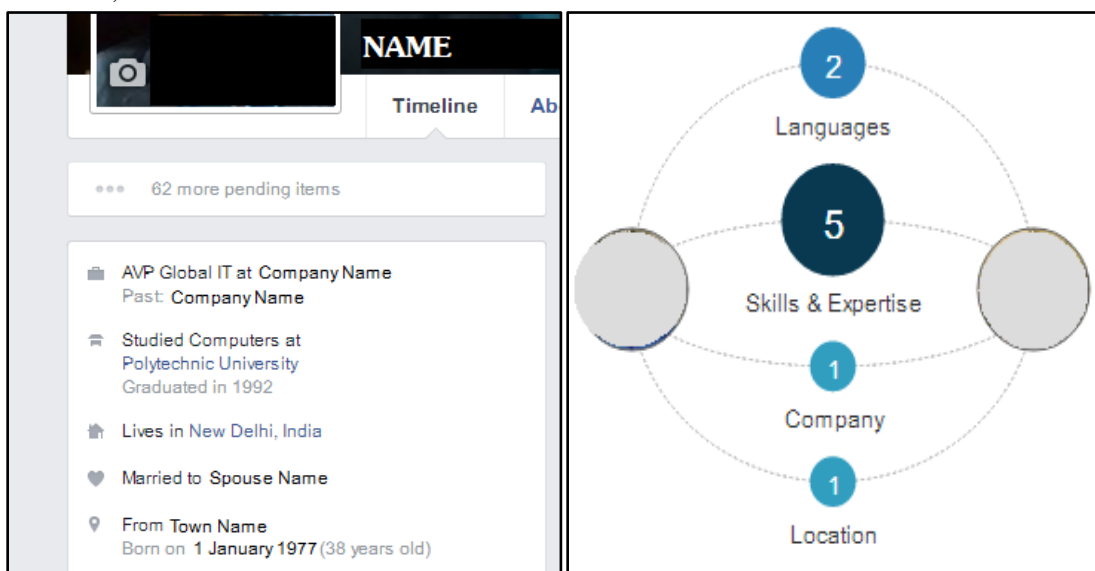 NAME
Timeline
Ab
62 more pending items
AVP Global IT at Company Name
Past: Company Name
Studied Computers at
Polytechnic University
Graduated in 1992
Lives in New Delhi, India
Married to Spouse Name
From Town Name
Born on 1 January 1977 (38 years old)
2
Languages
5
Skills & Expertise
1
Company
1
Location